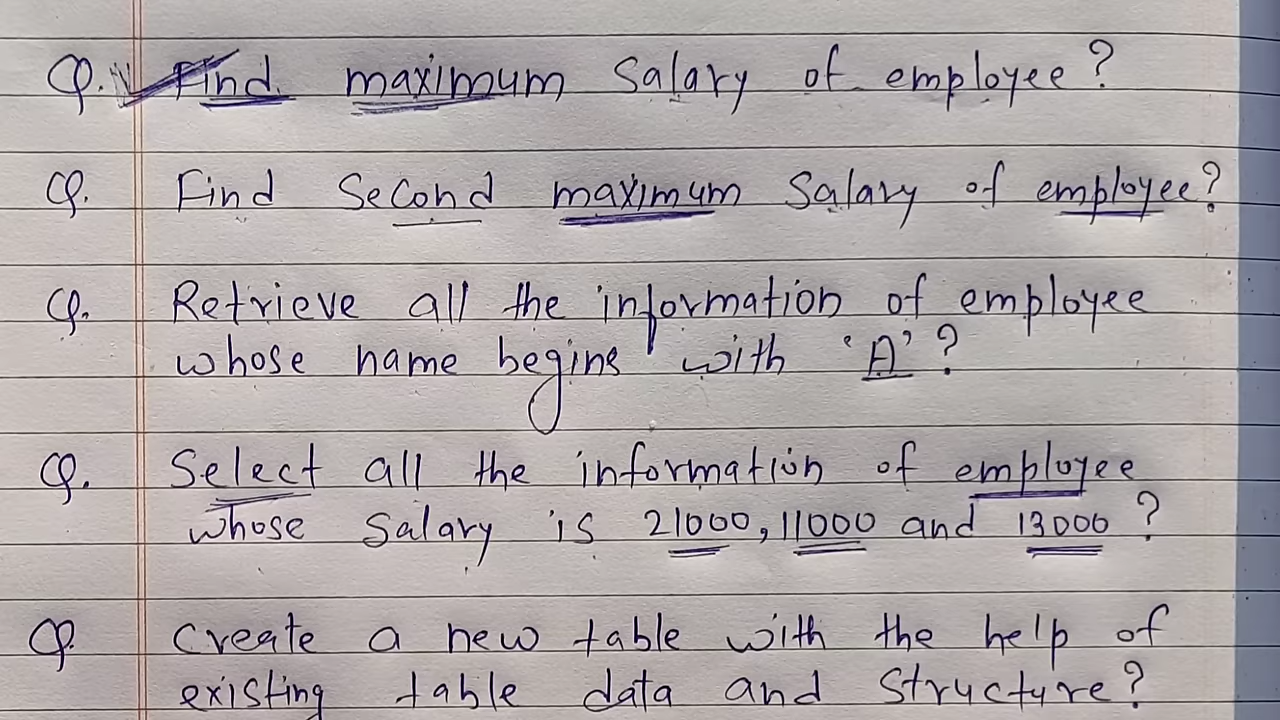 Q. Find maximum Salary of employee?
Q. Find Second maximum Salary of employee?
Q. Retrieve all the information of employee
whose name begins with 'A'?
Q. Select all the information of employee
whose Salary is 21000, 11000 and 13000?
Q. Create a new table with the help of
existing table data and Structure?